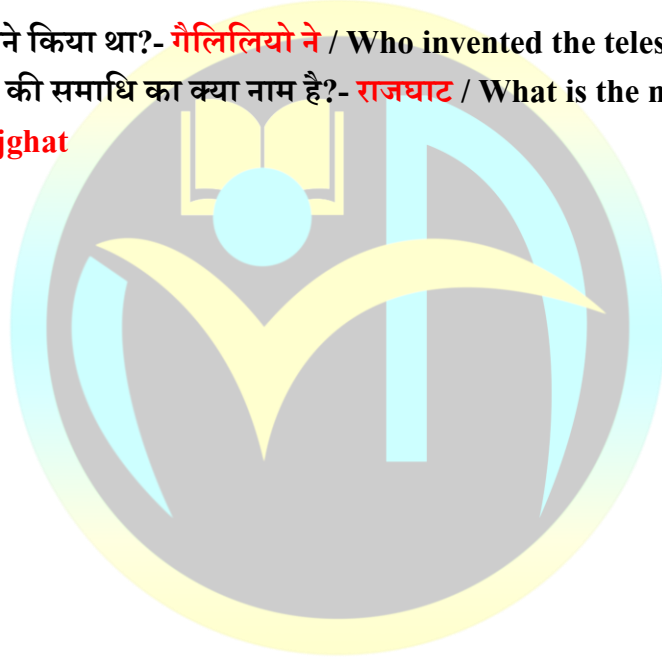 ने किया था?- गैलिलियो ने / Who invented the teles
की समाधि का क्या नाम है?- राजघाट / What is the n
jghat